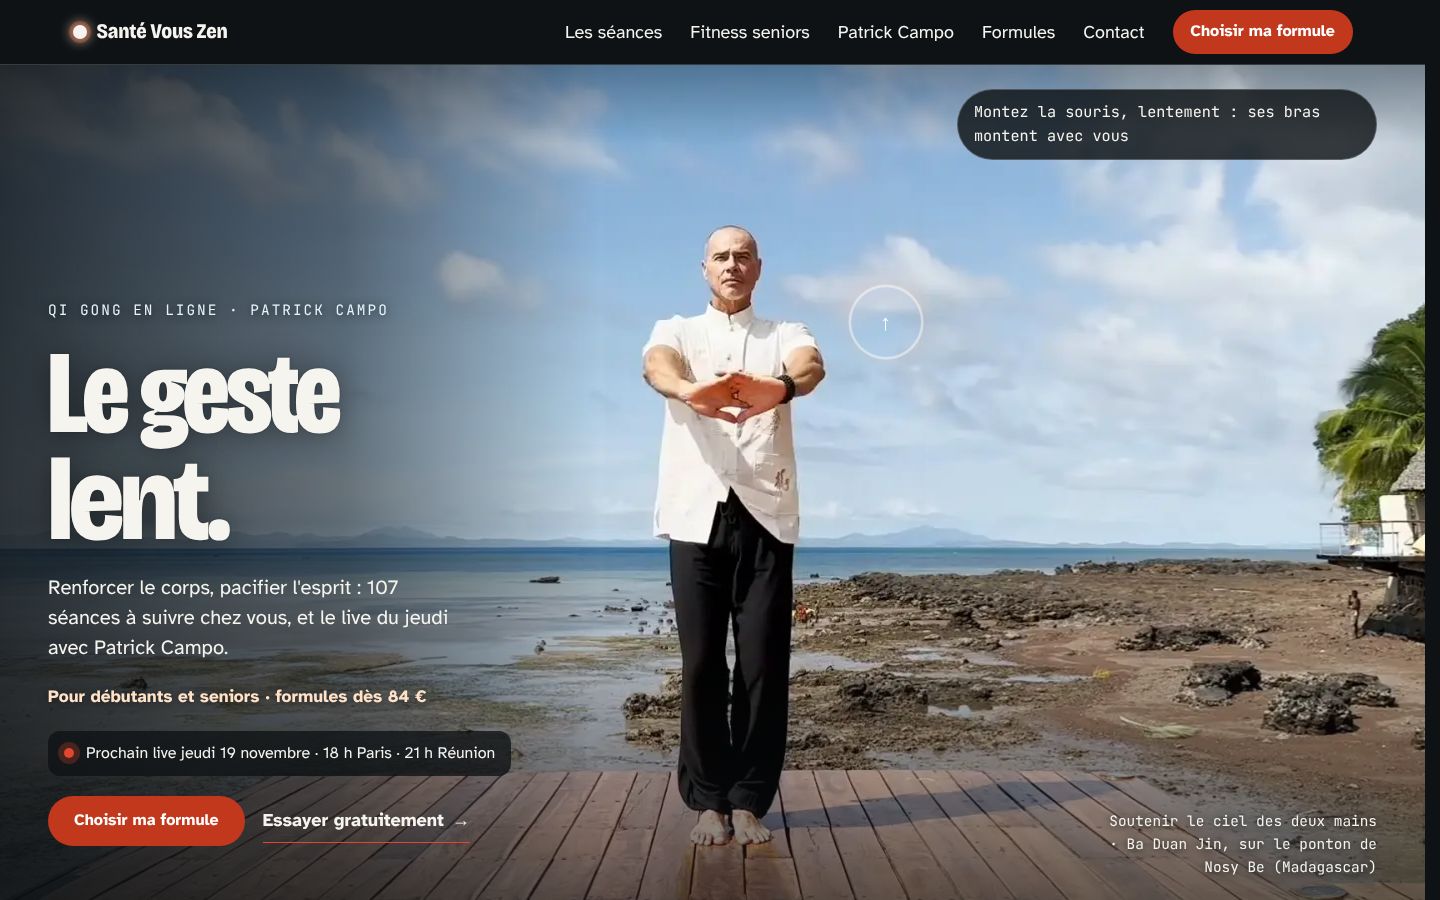 Santé Vous Zen
Les séances
Fitness seniors
Patrick Campo
Formules
Contact
Choisir ma formule
Montez la souris, lentement : ses bras
montent avec vous
↑
QI GONG EN LIGNE · PATRICK CAMPO
Le geste
lent.
Renforcer le corps, pacifier l'esprit : 107
séances à suivre chez vous, et le live du jeudi
avec Patrick Campo.
Pour débutants et seniors · formules dès 84 €
Prochain live jeudi 19 novembre · 18 h Paris · 21 h Réunion
Choisir ma formule
Essayer gratuitement →
Soutenir le ciel des deux mains
· Ba Duan Jin, sur le ponton de
Nosy Be (Madagascar)